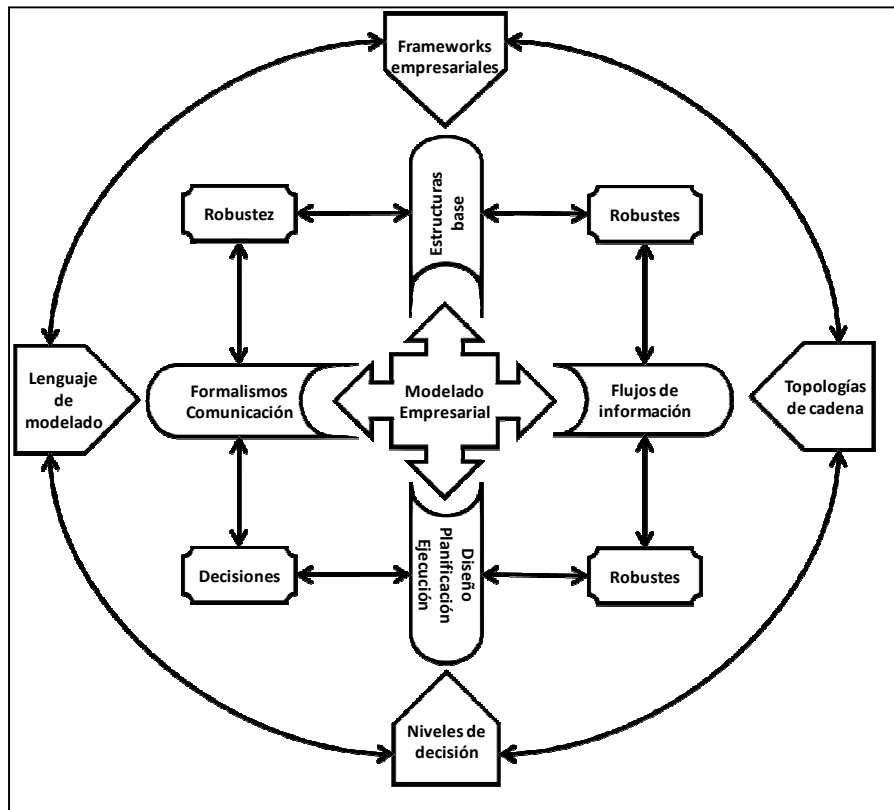 Frameworks
empresariales
Estructuras
base
Robustez
Robustes
Lenguaje
de
modelado
Formalismos
Comunicación
Modelado
Empresarial
Flujos de
información
Topologías
de cadena
Decisiones
Diseño
Planificación
Ejecución
Robustes
Niveles de
decisión